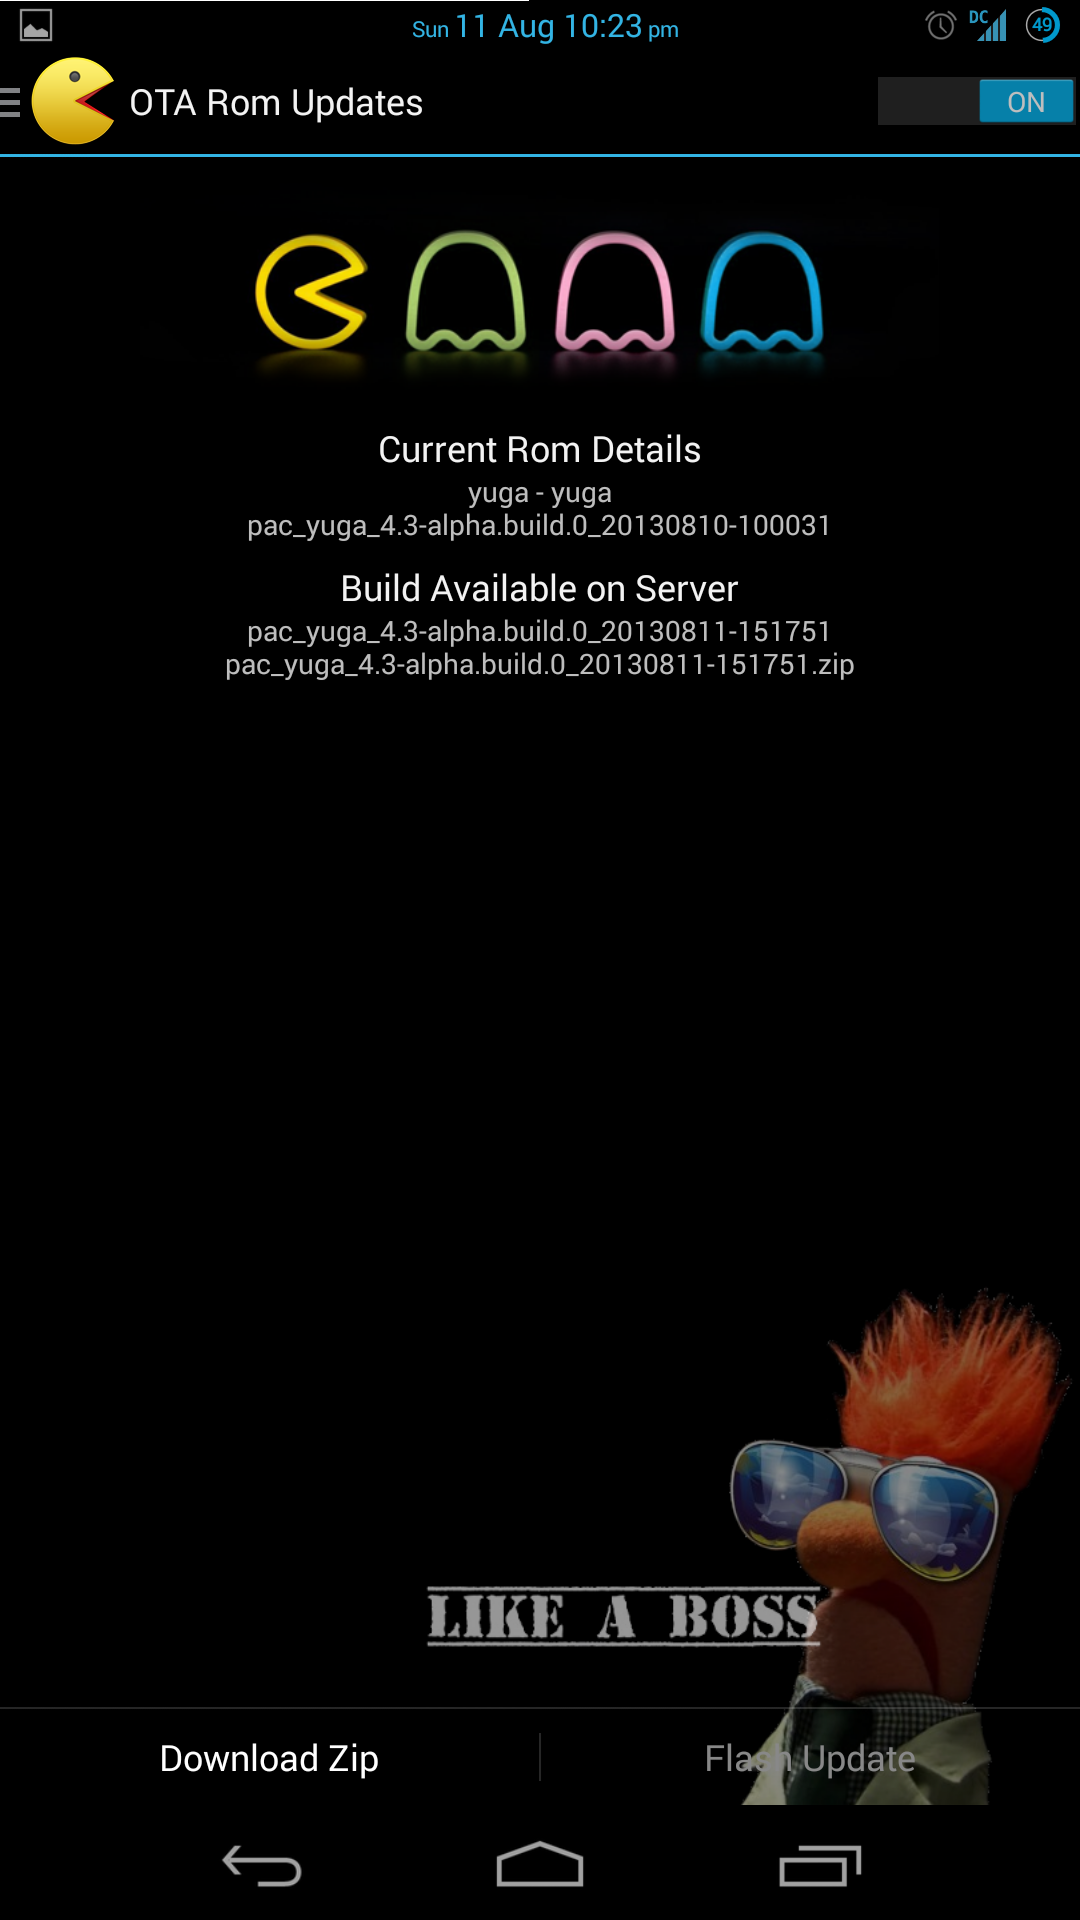 Sun 11 Aug 10:23 pm
DC
49
OTA Rom Updates
ON
Current Rom Details
yuga - yuga
pac_yuga_4.3-alpha.build.0_20130810-100031
Build Available on Server
pac_yuga_4.3-alpha.build.0_20130811-151751
pac_yuga_4.3-alpha.build.0_20130811-151751.zip
LIKE A BOSS
Download Zip
Flash Update